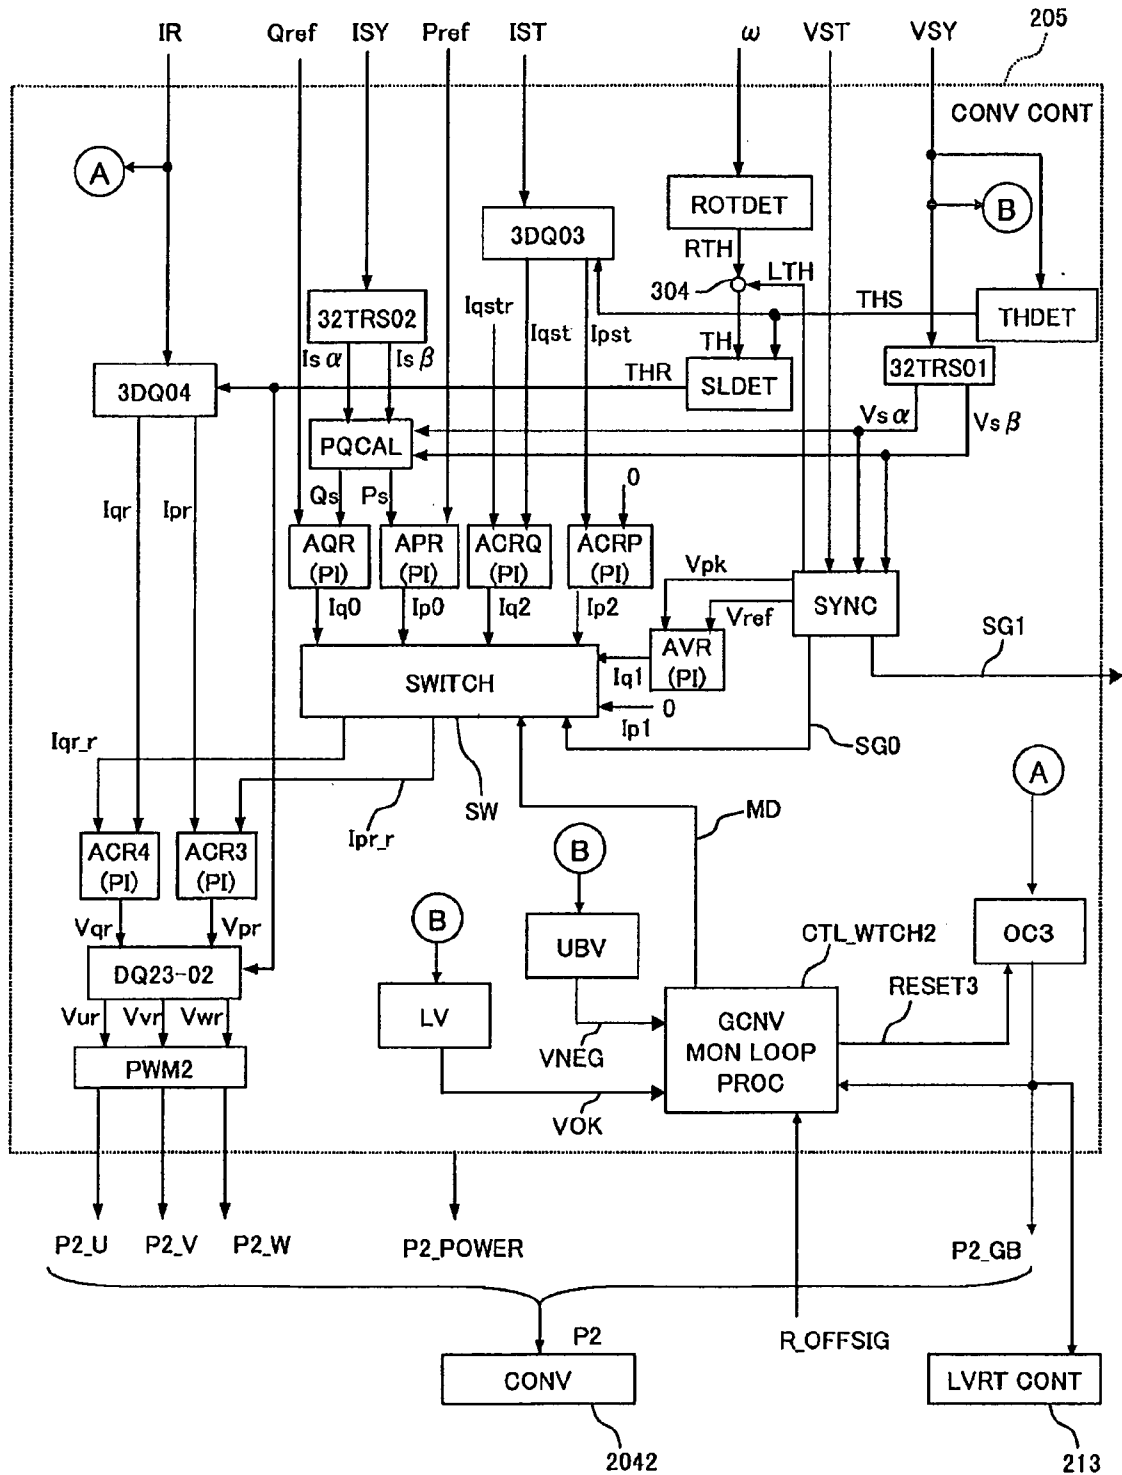 205
IR
Qref
ISY
Pref
IST
ω
VST
VSY
CONV CONT
A
B
ROTDET
3DQ03
RTH
LTH
304
THS
THDET
32TRS02
Iqstr
Iqst
Ipst
TH
32TRS01
Isα
Isβ
THR
SLDET
3DQ04
Vsα
Vsβ
PQCAL
0
Iqr
Ipr
Qs
Ps
AQR
(PI)
APR
(PI)
ACRQ
(PI)
ACRP
(PI)
Vpk
SYNC
Iq0
Ip0
Iq2
Ip2
Vref
AVR
(PI)
SG1
SWITCH
Iq1
0
Ip1
Iqr_r
SG0
SW
Ipr_r
MD
A
ACR4
(PI)
ACR3
(PI)
B
B
Vqr
Vpr
UBV
CTL_WTCH2
OC3
DQ23-02
RESET3
LV
GCNV
MON LOOP
PROC
Vur
Vvr
Vwr
VNEG
PWM2
VOK
P2_U
P2_V
P2_W
P2_POWER
P2_GB
P2
R_OFFSIG
CONV
LVRT CONT
2042
213